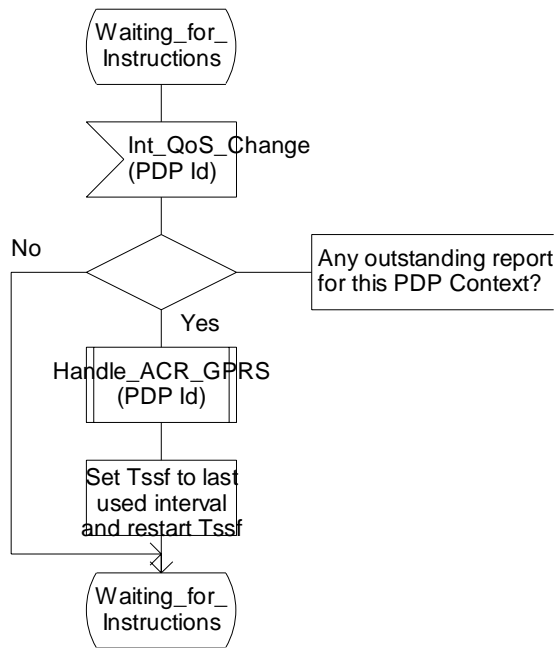 Waiting_for_
Instructions
Int_QoS_Change
(PDP Id)
No
Any outstanding report
for this PDP Context?
Yes
Handle_ACR_GPRS
(PDP Id)
Set Tssf to last
used interval
and restart Tssf
Waiting_for_
Instructions